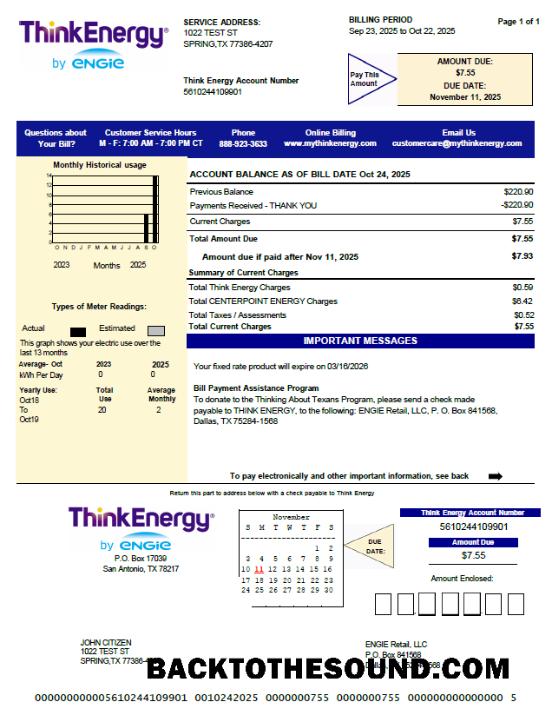 ThinkEnergy®
by ENGIE
SERVICE ADDRESS:
1022 TEST ST
SPRING,TX 77386-4207
Think Energy Account Number
5610244109901
BILLING PERIOD
Sep 23, 2025 to Oct 22, 2025
Page 1 of 1
Pay This
Amount
AMOUNT DUE:
$7.55
DUE DATE:
November 11, 2025
Questions about
Your Bill?
Customer Service Hours
M - F: 7:00 AM - 7:00 PM CT
Phone
888-923-3633
Online Billing
www.mythinkenergy.com
Email Us
customercare@mythinkenergy.com
Monthly Historical usage
14
12
10
8
6
4
2
0
O N D J F M A M J J A S O
2023 Months 2025
Types of Meter Readings:
Actual Estimated
This graph shows your electric use over the
last 13 months
Average- Oct 2023 2025
kWh Per Day 0 0
Yearly Use: Total Average
Oct18 Use Monthly
To 20 2
Oct19
ACCOUNT BALANCE AS OF BILL DATE Oct 24, 2025
Previous Balance $220.90
Payments Received - THANK YOU -$220.90
Current Charges $7.55
Total Amount Due $7.55
Amount due if paid after Nov 11, 2025 $7.93
Summary of Current Charges
Total Think Energy Charges $0.59
Total CENTERPOINT ENERGY Charges $6.42
Total Taxes / Assessments $0.52
Total Current Charges $7.55
IMPORTANT MESSAGES
Your fixed rate product will expire on 03/16/2026
Bill Payment Assistance Program
To donate to the Thinking About Texans Program, please send a check made
payable to THINK ENERGY, to the following: ENGIE Retail, LLC, P. O. Box 841568,
Dallas, TX 75284-1568
To pay electronically and other important information, see back
Return this part to address below with a check payable to Think Energy
ThinkEnergy®
by ENGIE
P.O. Box 17039
San Antonio, TX 78217
November
S M T W T F S
1 2
3 4 5 6 7 8 9
10 11 12 13 14 15 16
17 18 19 20 21 22 23
24 25 26 27 28 29 30
DUE
DATE:
Think Energy Account Number
5610244109901
Amount Due
$7.55
Amount Enclosed:
JOHN CITIZEN
1022 TEST ST
SPRING,TX 77386-
ENGIE Retail, LLC
P.O. Box 841568
BACKTOTHESOUND.COM
0000000000005610244109901 0010242025 0000000755 0000000755 00000000000000 5